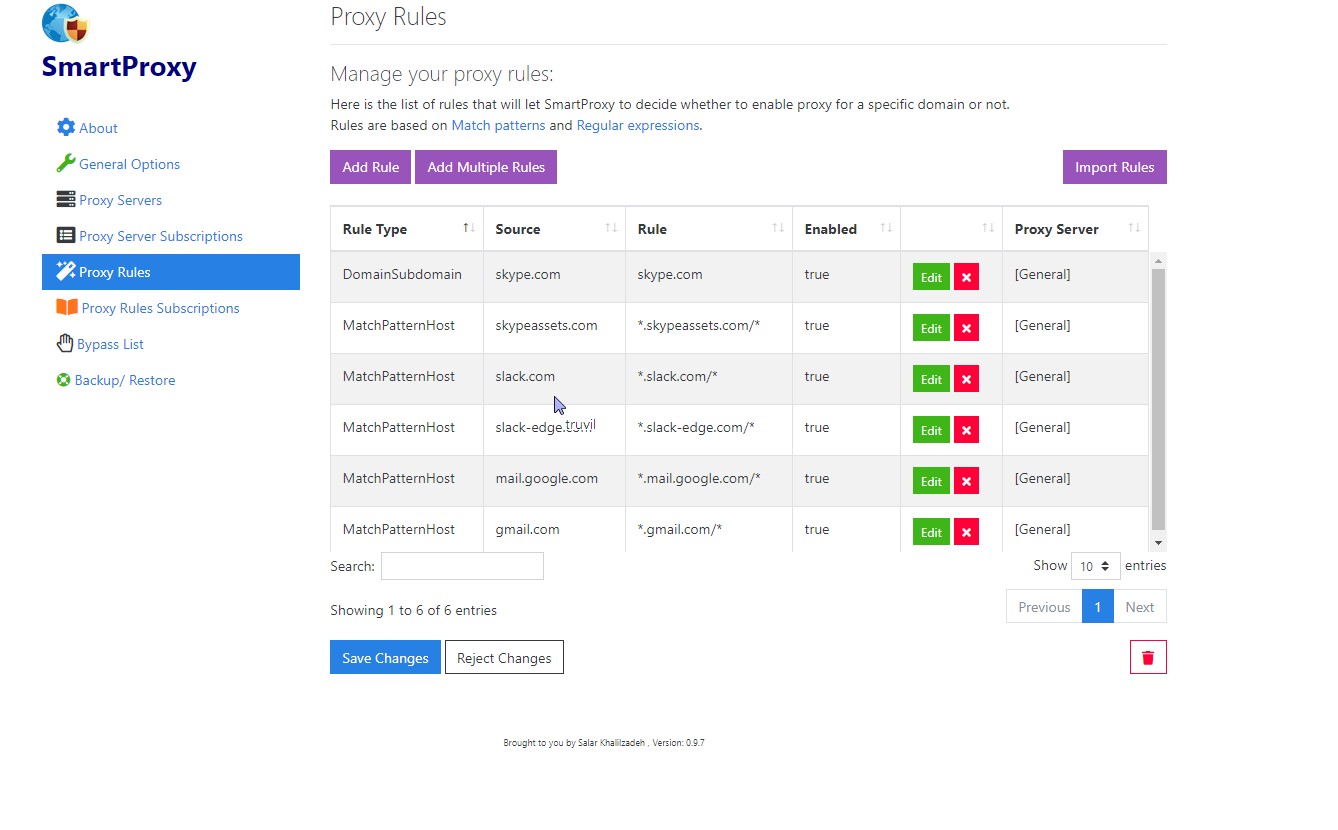 SmartProxy
About
General Options
Proxy Servers
Proxy Server Subscriptions
Proxy Rules
Proxy Rules Subscriptions
Bypass List
Backup/ Restore
Proxy Rules
Manage your proxy rules:
Here is the list of rules that will let SmartProxy to decide whether to enable proxy for a specific domain or not.
Rules are based on Match patterns and Regular expressions.
Add Rule Add Multiple Rules Import Rules
Rule Type Source Rule Enabled Proxy Server
DomainSubdomain skype.com skype.com true Edit [General]
MatchPatternHost skypeassets.com *.skypeassets.com/* true Edit [General]
MatchPatternHost slack.com *.slack.com/* true Edit [General]
truvil
MatchPatternHost slack-edge.com *.slack-edge.com/* true Edit [General]
MatchPatternHost mail.google.com *.mail.google.com/* true Edit [General]
MatchPatternHost gmail.com *.gmail.com/* true Edit [General]
Search: Show 10 entries
Showing 1 to 6 of 6 entries Previous 1 Next
Save Changes Reject Changes
Brought to you by Salar Khalilzadeh , Version: 0.9.7